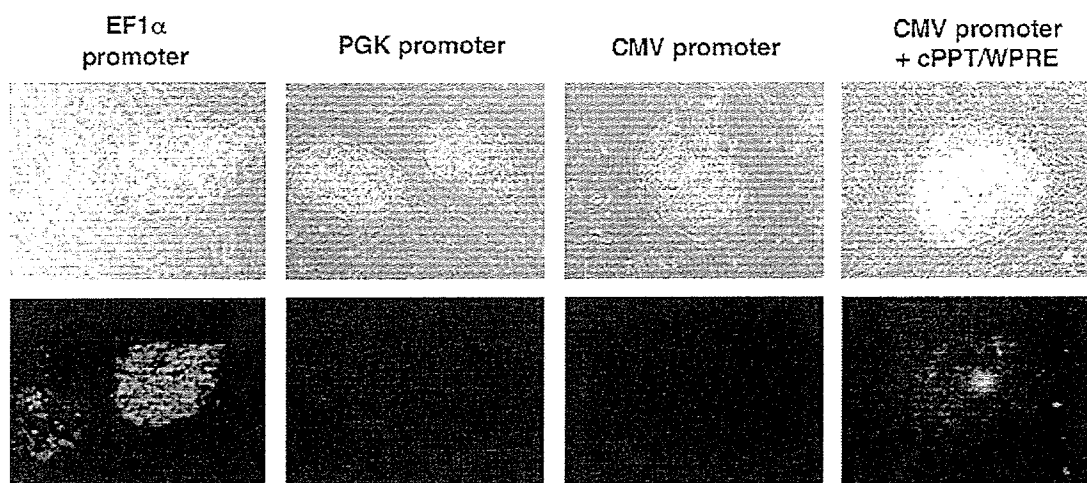 EF1α
promoter
PGK promoter
CMV promoter
CMV promoter
+ cPPT/WPRE